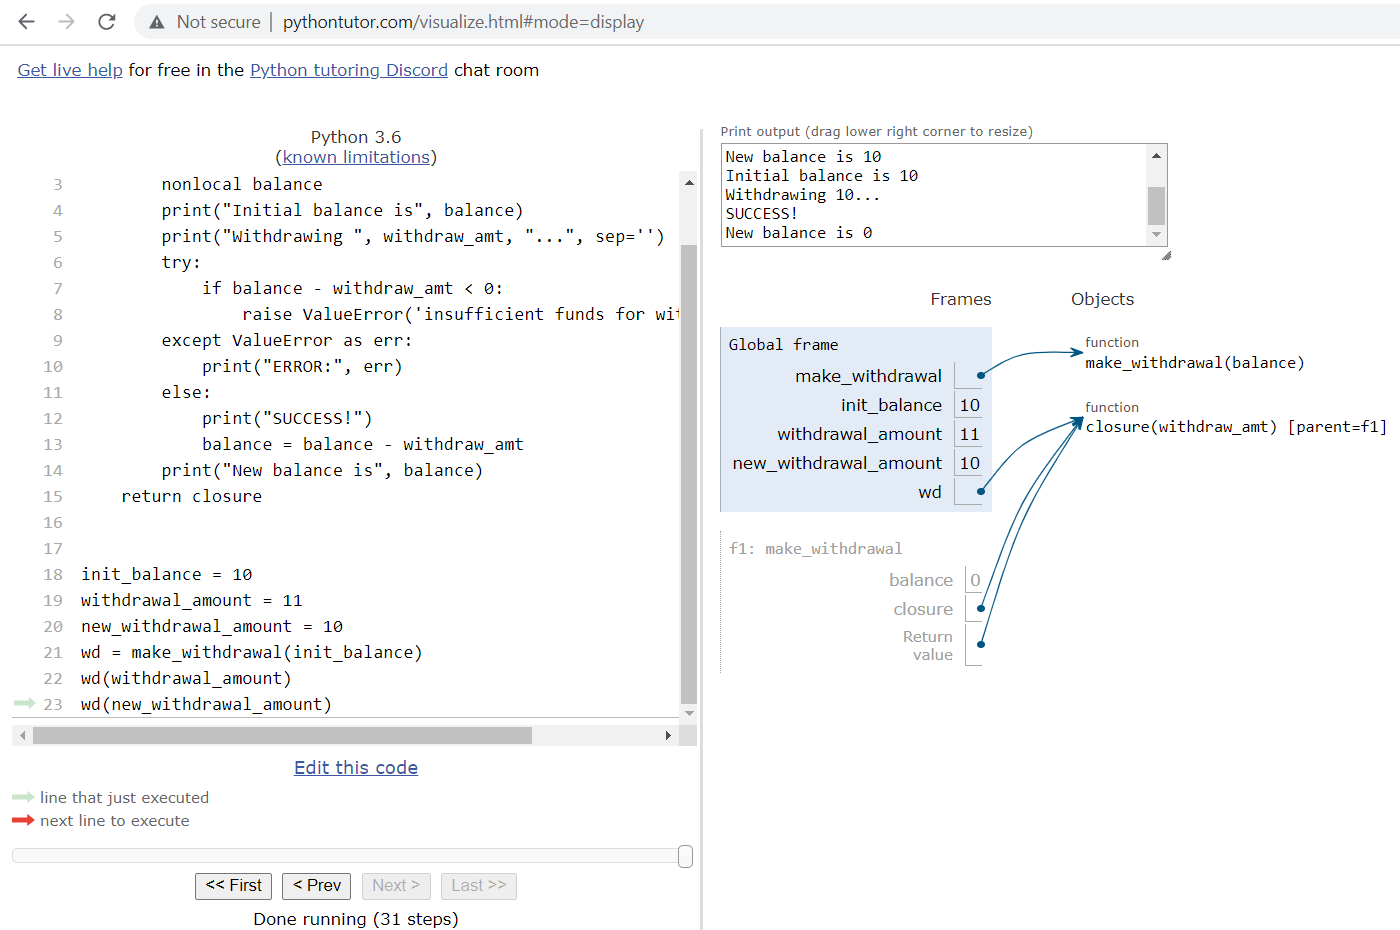 Not secure | pythontutor.com/visualize.html#mode=display
Get live help for free in the Python tutoring Discord chat room
Python 3.6
(known limitations)
3 nonlocal balance
4 print("Initial balance is", balance)
5 print("Withdrawing ", withdraw_amt, "...", sep='')
6 try:
7 if balance - withdraw_amt < 0:
8 raise ValueError('insufficient funds for
9 except ValueError as err:
10 print("ERROR:", err)
11 else:
12 print("SUCCESS!")
13 balance = balance - withdraw_amt
14 print("New balance is", balance)
15 return closure
16
17
18 init_balance = 10
19 withdrawal_amount = 11
20 new_withdrawal_amount = 10
21 wd = make_withdrawal(init_balance)
22 wd(withdrawal_amount)
23 wd(new_withdrawal_amount)
Edit this code
line that just executed
next line to execute
<< First < Prev Next > Last >>
Done running (31 steps)
Print output (drag lower right corner to resize)
New balance is 10
Initial balance is 10
Withdrawing 10...
SUCCESS!
New balance is 0
Frames Objects
Global frame
make_withdrawal
init_balance 10
withdrawal_amount 11
new_withdrawal_amount 10
wd
function
make_withdrawal(balance)
function
closure(withdraw_amt) [parent=f1]
f1: make_withdrawal
balance 0
closure
Return
value